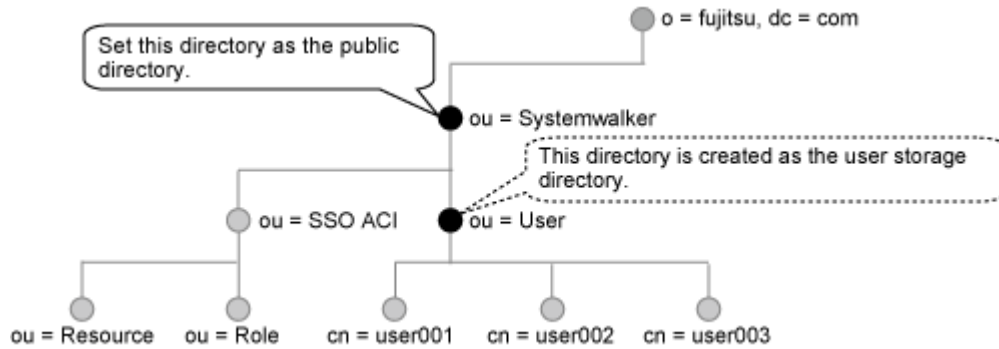 o = fujitsu, dc = com
Set this directory as the public
directory.
ou = Systemwalker
This directory is created as the user storage
directory.
ou = SSO ACI
ou = User
ou = Resource
ou = Role
cn = user001
cn = user002
cn = user003